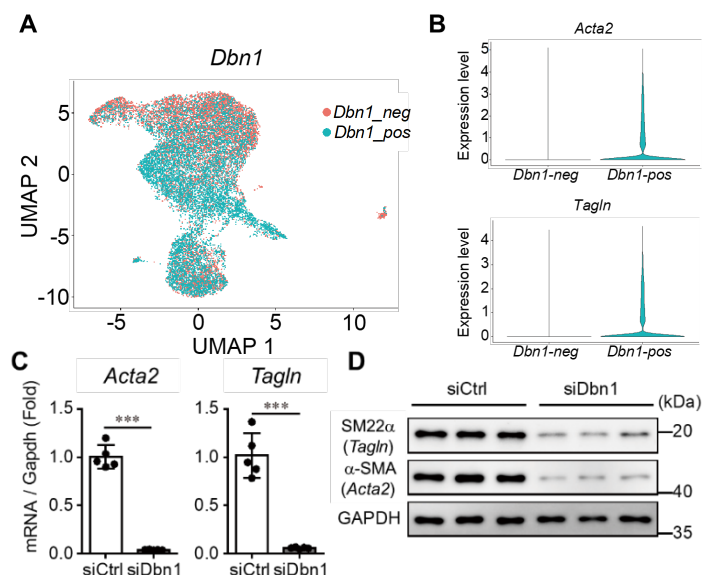 A
Dbn1
UMAP 2
5
0
-5
-10
Dbn1_neg
Dbn1_pos
-5
0
5
10
UMAP 1
B
Acta2
Expression level
5
4
3
2
1
0
Dbn1-neg
Dbn1-pos
Tagln
Expression level
4
3
2
1
0
Dbn1-neg
Dbn1-pos
C
Acta2
Tagln
mRNA / Gapdh (Fold)
1.5
1.0
0.5
0.0
***
siCtrl siDbn1
1.5
1.0
0.5
0.0
***
siCtrl siDbn1
D
siCtrl
siDbn1
(kDa)
SM22α
(Tagln)
20
α-SMA
(Acta2)
40
GAPDH
35